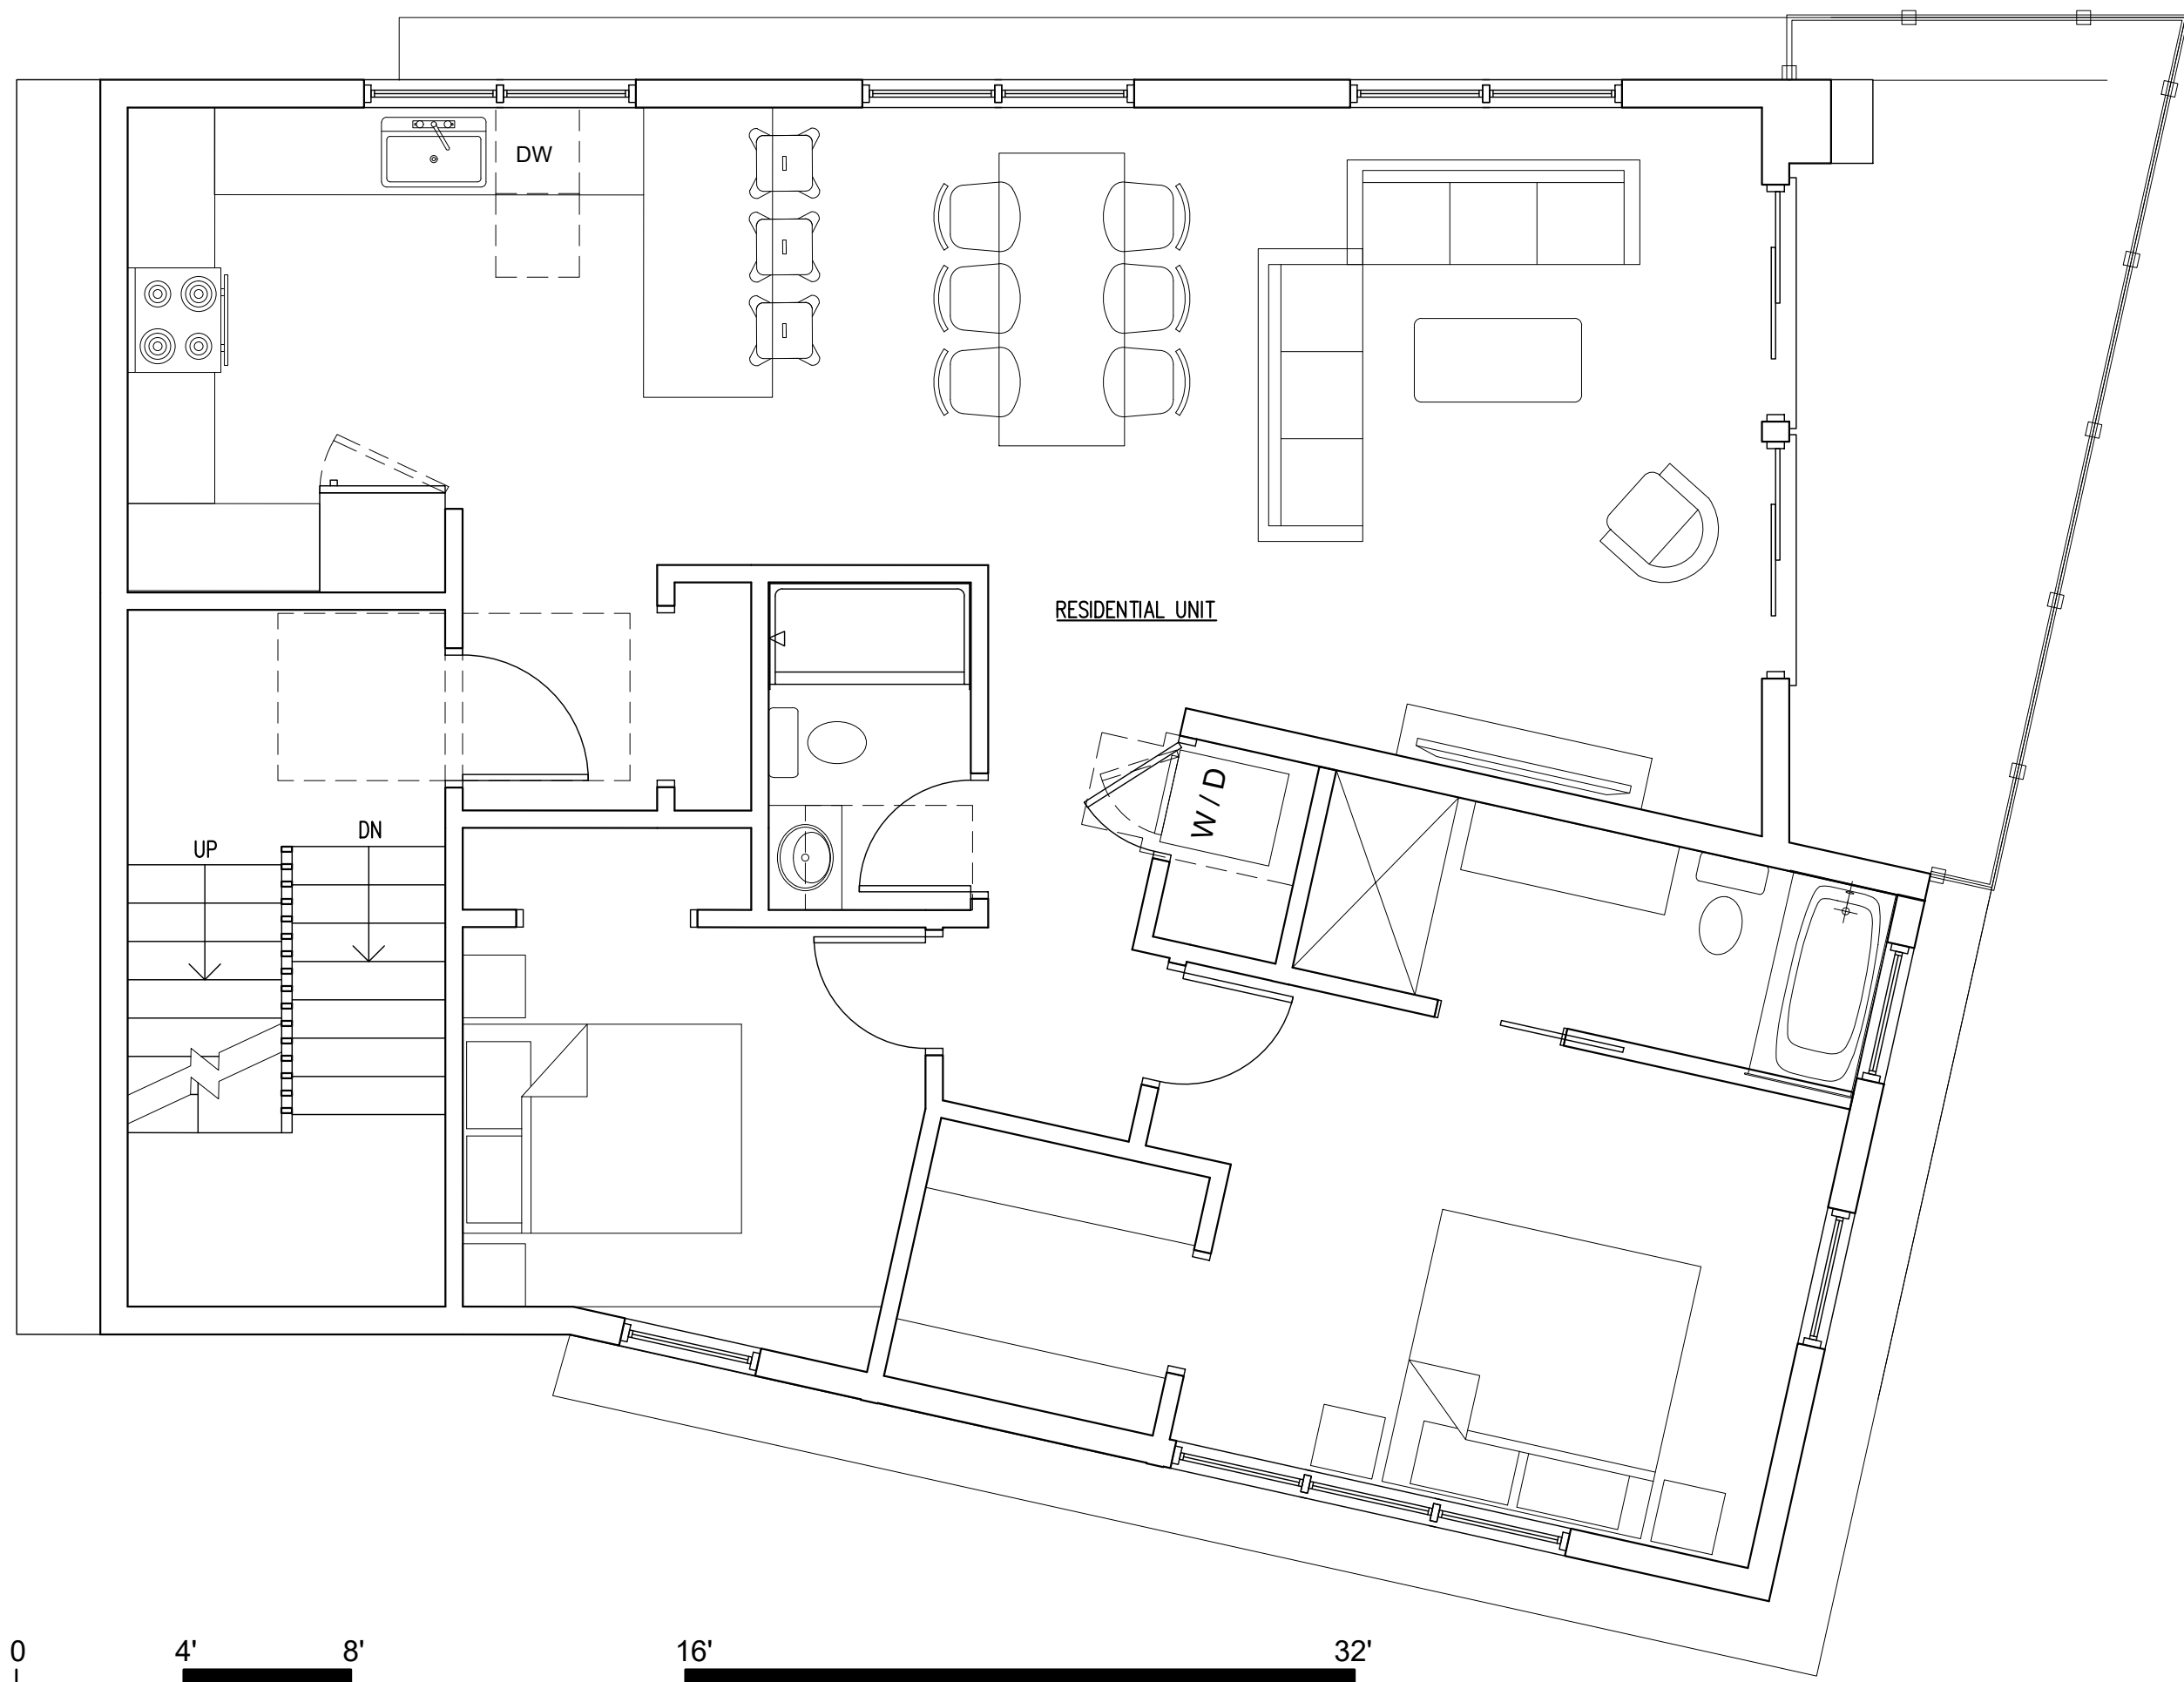 DW
RESIDENTIAL UNIT
W/D
DN
UP
0 4' 8' 16' 32'